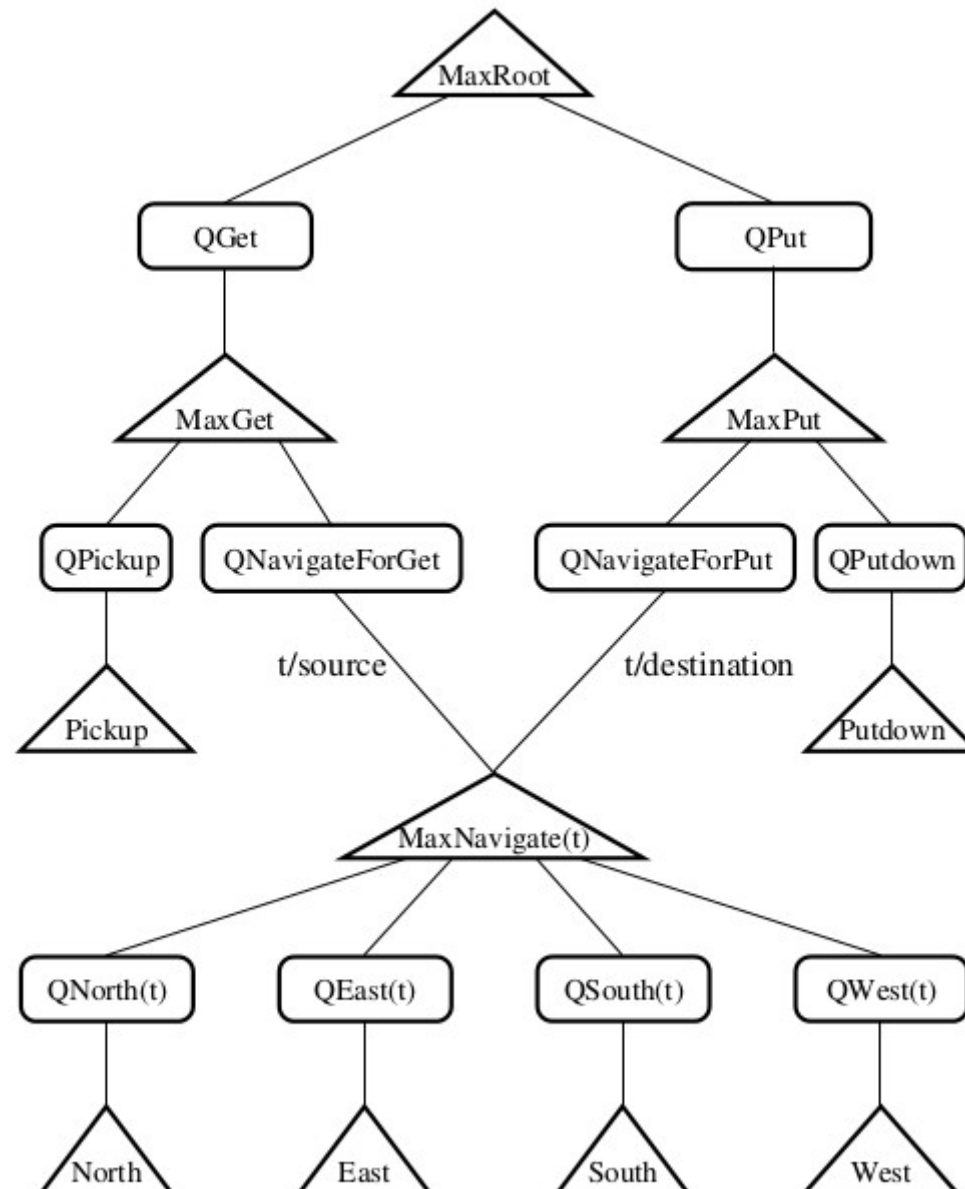 MaxRoot
QGet
QPut
MaxGet
MaxPut
QPickup
QNavigateForGet
QNavigateForPut
QPutdown
t/source
t/destination
Pickup
Putdown
MaxNavigate(t)
QNorth(t)
QEast(t)
QSouth(t)
QWest(t)
North
East
South
West